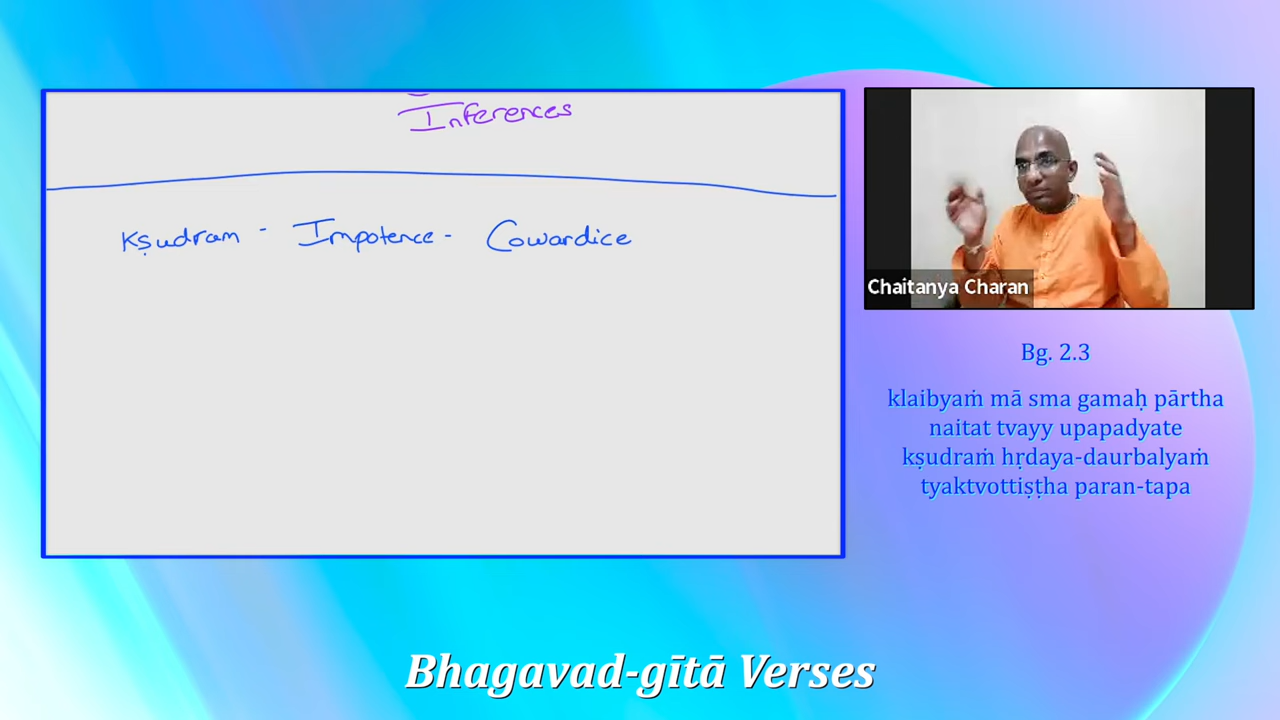 Inferences
Kṣudram - Impotence - Cowardice
Chaitanya Charan
Bg. 2.3
klaibyaṁ mā sma gamaḥ pārtha
naitat tvayy upapadyate
kṣudraṁ hṛdaya-daurbalyaṁ
tyaktvottiṣṭha paran-tapa
Bhagavad-gītā Verses